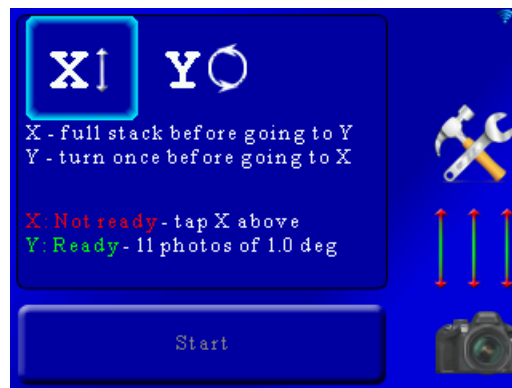 X Y
X - full stack before going to Y
Y - turn once before going to X
X: Not ready - tap X above
Y: Ready - 11 photos of 1.0 deg
Start